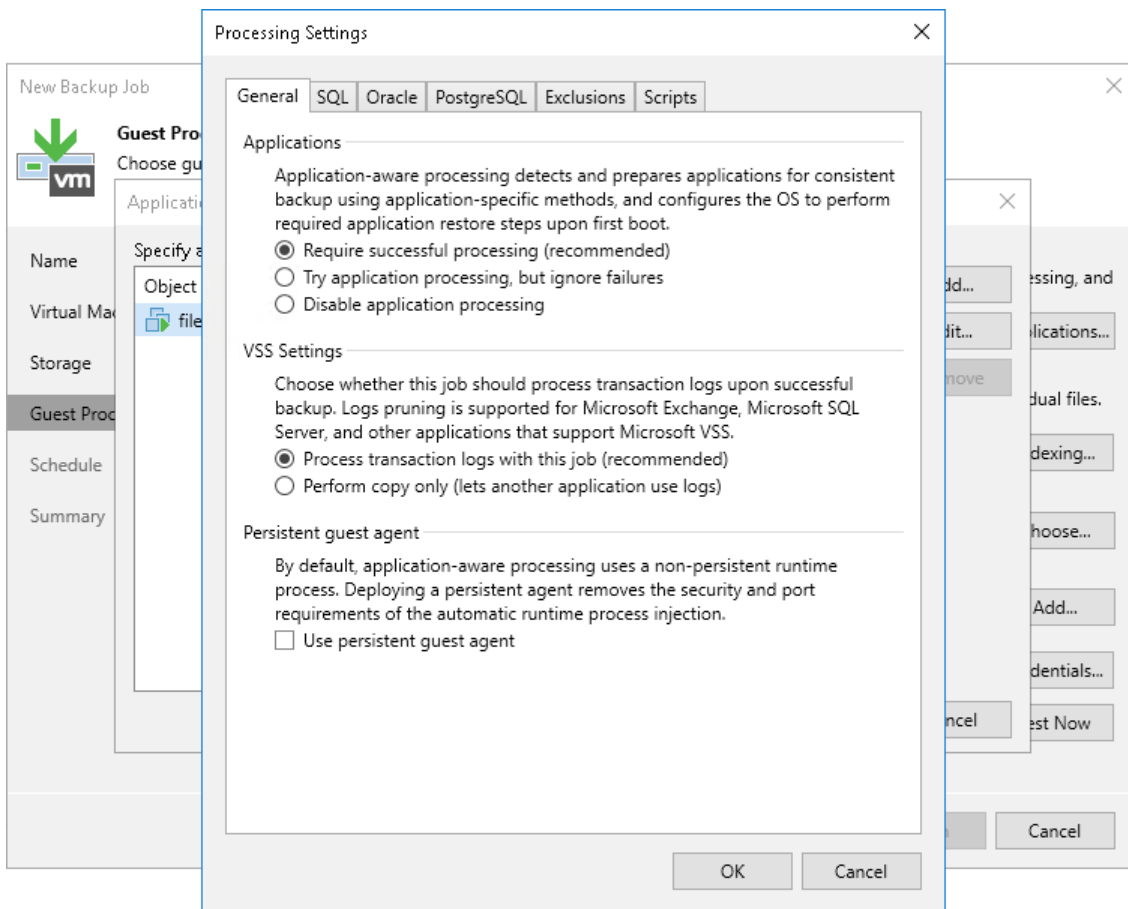 Processing Settings
New Backup Job
General SQL Oracle PostgreSQL Exclusions Scripts
vm
Guest Pro
Choose gu
Applicati
Applications
Application-aware processing detects and prepares applications for consistent
backup using application-specific methods, and configures the OS to perform
required application restore steps upon first boot.
Require successful processing (recommended)
Try application processing, but ignore failures
Disable application processing
VSS Settings
Choose whether this job should process transaction logs upon successful
backup. Logs pruning is supported for Microsoft Exchange, Microsoft SQL
Server, and other applications that support Microsoft VSS.
Process transaction logs with this job (recommended)
Perform copy only (lets another application use logs)
Persistent guest agent
By default, application-aware processing uses a non-persistent runtime
process. Deploying a persistent agent removes the security and port
requirements of the automatic runtime process injection.
Use persistent guest agent
OK Cancel
Name
Virtual Mac
Storage
Guest Proc
Schedule
Summary
Specify a
Object
file
dd...
dit...
move
ncel
essing, and
plications...
dual files.
dexing...
hoose...
Add...
dentials...
est Now
Cancel